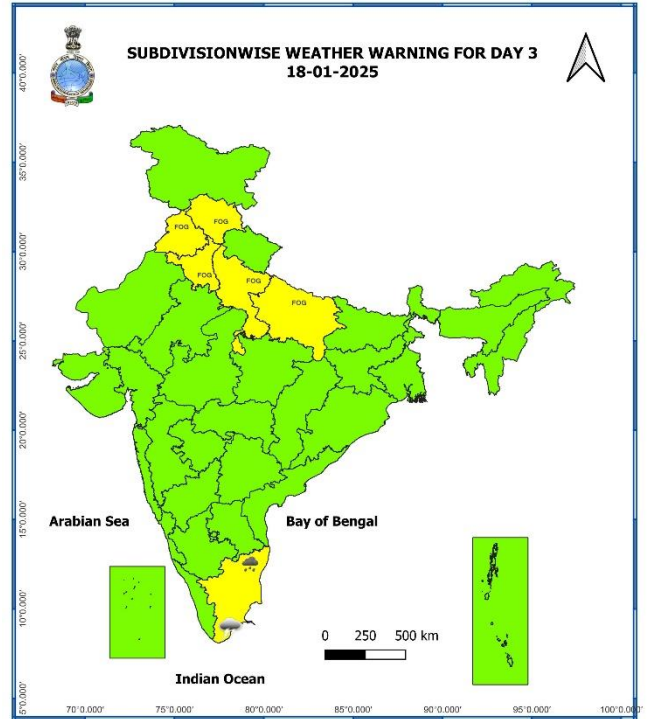 SUBDIVISIONWISE WEATHER WARNING FOR DAY 3
18-01-2025
40°0.000'
35°0.000'
30°0.000'
25°0.000'
20°0.000'
15°0.000'
10°0.000'
5°0.000'
FOG
FOG
FOG
FOG
FOG
Arabian Sea
Bay of Bengal
0 250 500 km
Indian Ocean
70°0.000' 75°0.000' 80°0.000' 85°0.000' 90°0.000' 95°0.000' 100°0.000'